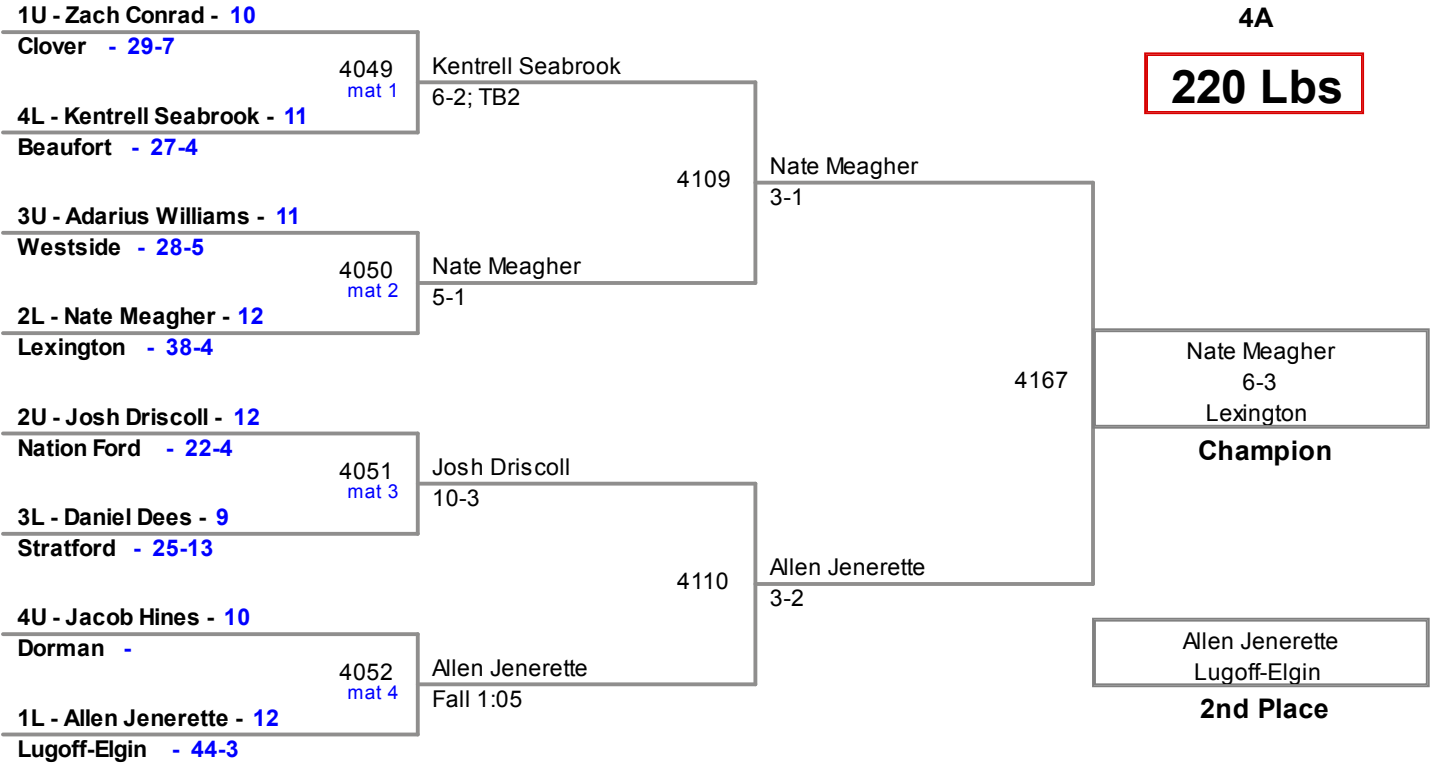 1U - Zach Conrad - 10
4A
Clover - 29-7
4049
mat 1
Kentrell Seabrook
6-2; TB2
220 Lbs
4L - Kentrell Seabrook - 11
Beaufort - 27-4
4109
Nate Meagher
3-1
3U - Adarius Williams - 11
Westside - 28-5
4050
mat 2
Nate Meagher
5-1
2L - Nate Meagher - 12
Lexington - 38-4
4167
Nate Meagher
6-3
Lexington
Champion
2U - Josh Driscoll - 12
Nation Ford - 22-4
4051
mat 3
Josh Driscoll
10-3
3L - Daniel Dees - 9
Stratford - 25-13
4110
Allen Jenerette
3-2
4U - Jacob Hines - 10
Dorman -
4052
mat 4
Allen Jenerette
Fall 1:05
Allen Jenerette
Lugoff-Elgin
2nd Place
1L - Allen Jenerette - 12
Lugoff-Elgin - 44-3